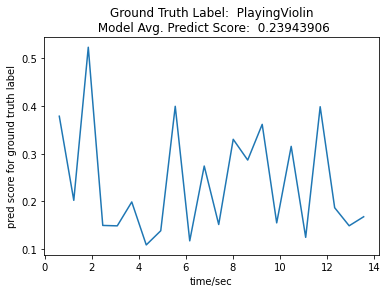 Ground Truth Label:  PlayingViolin
Model Avg. Predict Score:  0.23943906
0.5
0.4
0.3
0.2
0.1
pred score for ground truth label
0 2 4 6 8 10 12 14
time/sec